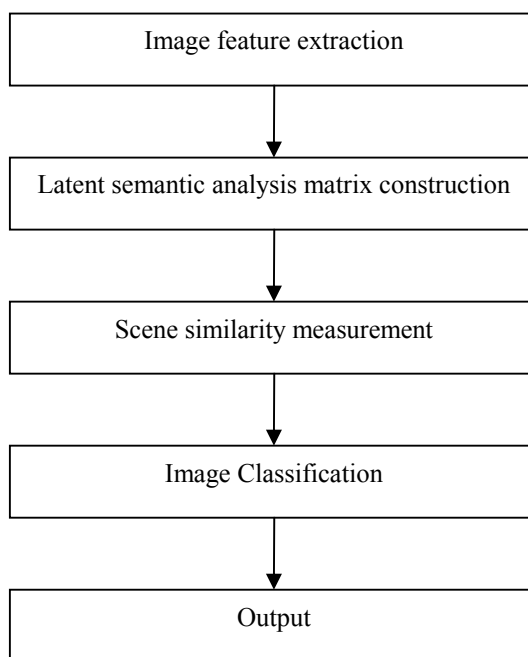 Image feature extraction
Latent semantic analysis matrix construction
Scene similarity measurement
Image Classification
Output